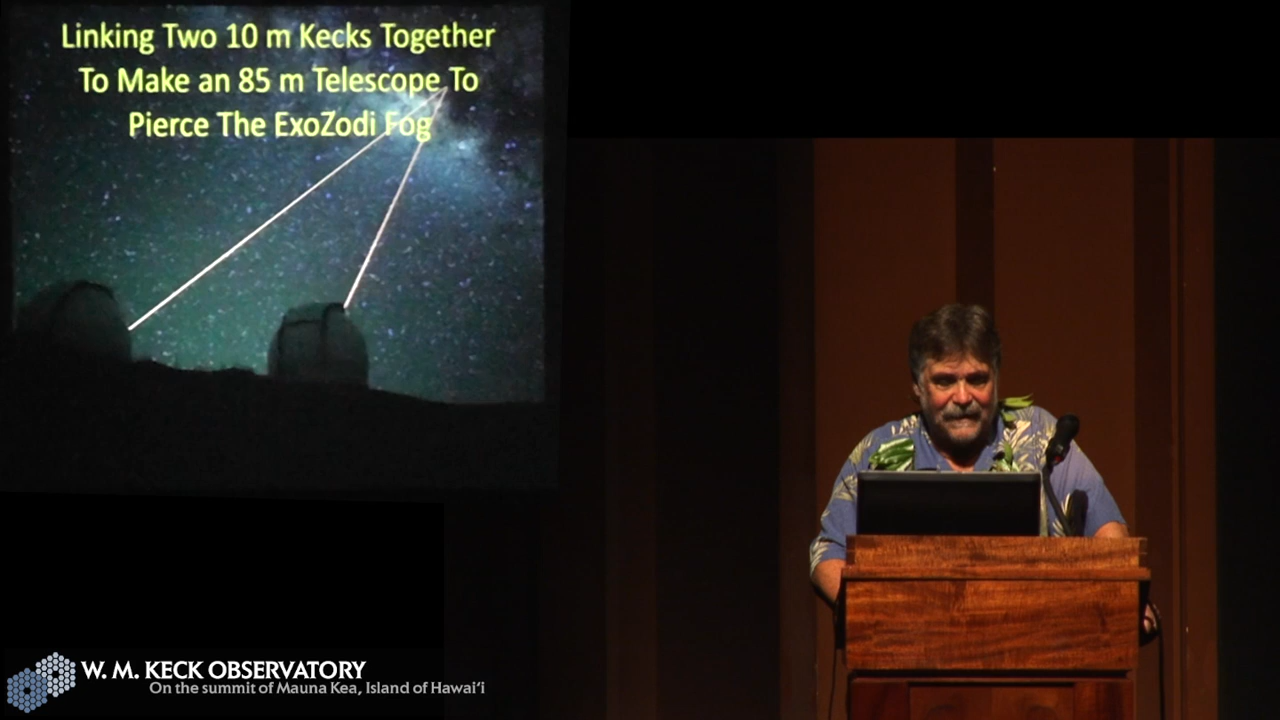 Linking Two 10 m Kecks Together
To Make an 85 m Telescope To
Pierce The ExoZodi Fog
W. M. KECK OBSERVATORY
On the summit of Mauna Kea, Island of Hawai‘i